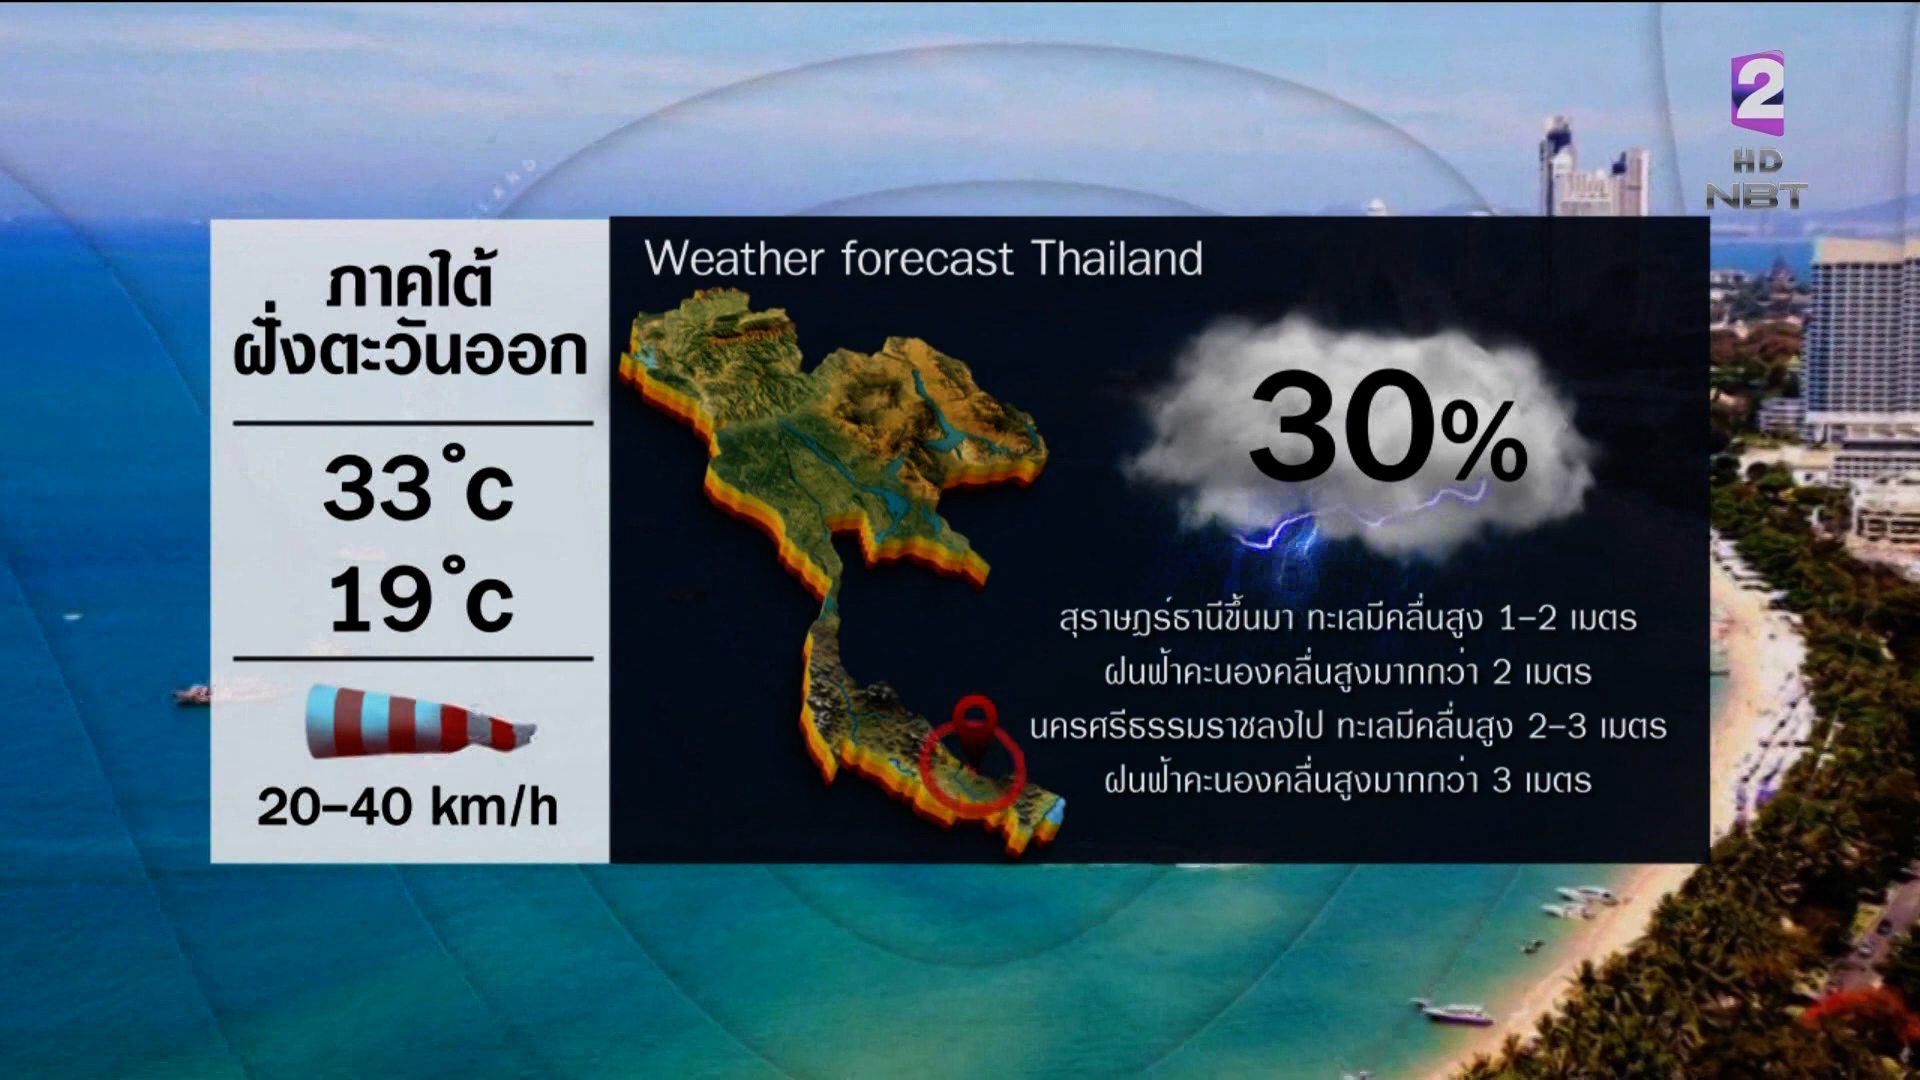 2
HD
NBT
ภาคใต้
ฝั่งตะวันออก
33°c
19°c
20–40 km/h
Weather forecast Thailand
30%
สุราษฎร์ธานีขึ้นมา ทะเลมีคลื่นสูง 1–2 เมตร
ฝนฟ้าคะนองคลื่นสูงมากกว่า 2 เมตร
นครศรีธรรมราชลงไป ทะเลมีคลื่นสูง 2–3 เมตร
ฝนฟ้าคะนองคลื่นสูงมากกว่า 3 เมตร